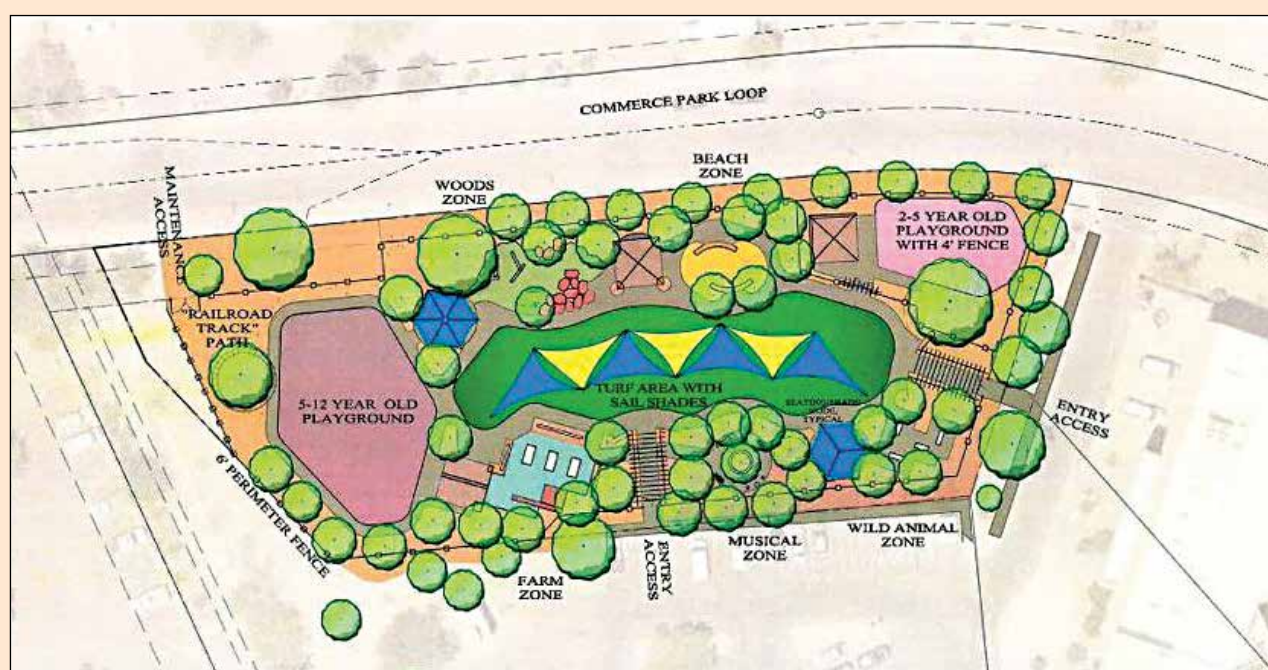 COMMERCE PARK LOOP
BEACH
ZONE
WOODS
ZONE
MAINTENANCE
ACCESS
2-5 YEAR OLD
PLAYGROUND
WITH 4' FENCE
"RAILROAD
TRACK"
PATH
5-12 YEAR OLD
PLAYGROUND
TURF AREA WITH
SAIL SHADES
TYPICAL
ENTRY
ACCESS
6' PERIMETER FENCE
WILD ANIMAL
ZONE
MUSICAL
ZONE
ENTRY
ACCESS
FARM
ZONE